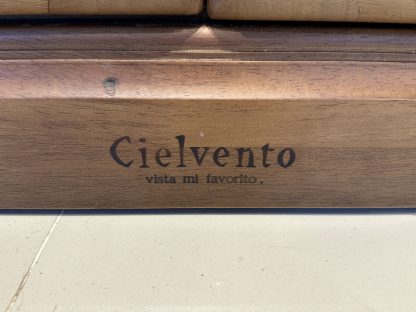 Cielvento
vista mi favorito.